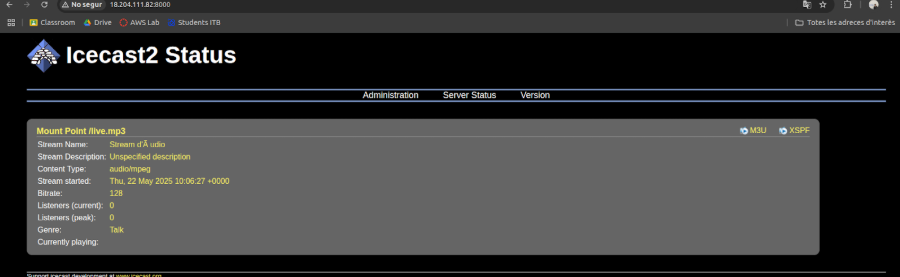 No segur 18.204.111.82:8000
Classroom Drive AWS Lab Students ITB Totes les adreces d'interès
Icecast2 Status
Administration Server Status Version
Mount Point /live.mp3 M3U XSPF
Stream Name: Stream d'Ã udio
Stream Description: Unspecified description
Content Type: audio/mpeg
Stream started: Thu, 22 May 2025 10:06:27 +0000
Bitrate: 128
Listeners (current): 0
Listeners (peak): 0
Genre: Talk
Currently playing:
Support icecast development at www.icecast.org